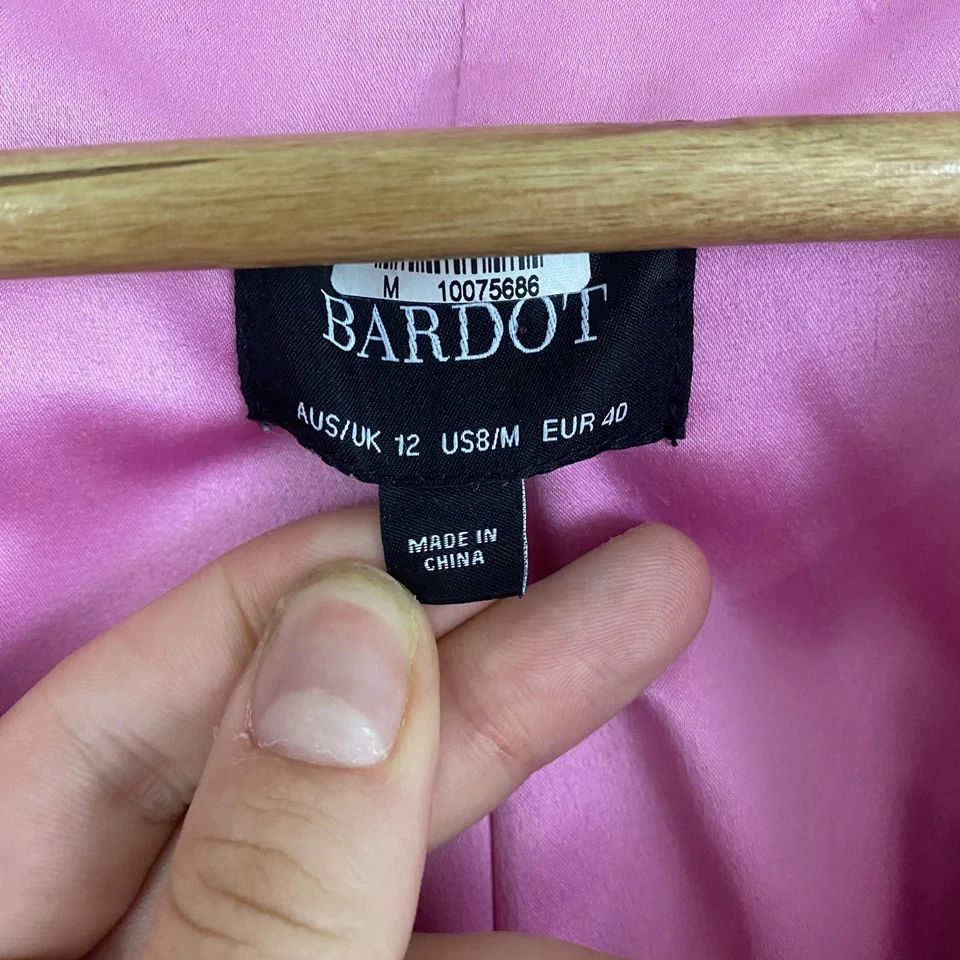 M 10075686
BARDOT
AUS/UK 12 US8/M EUR 40
MADE IN
CHINA